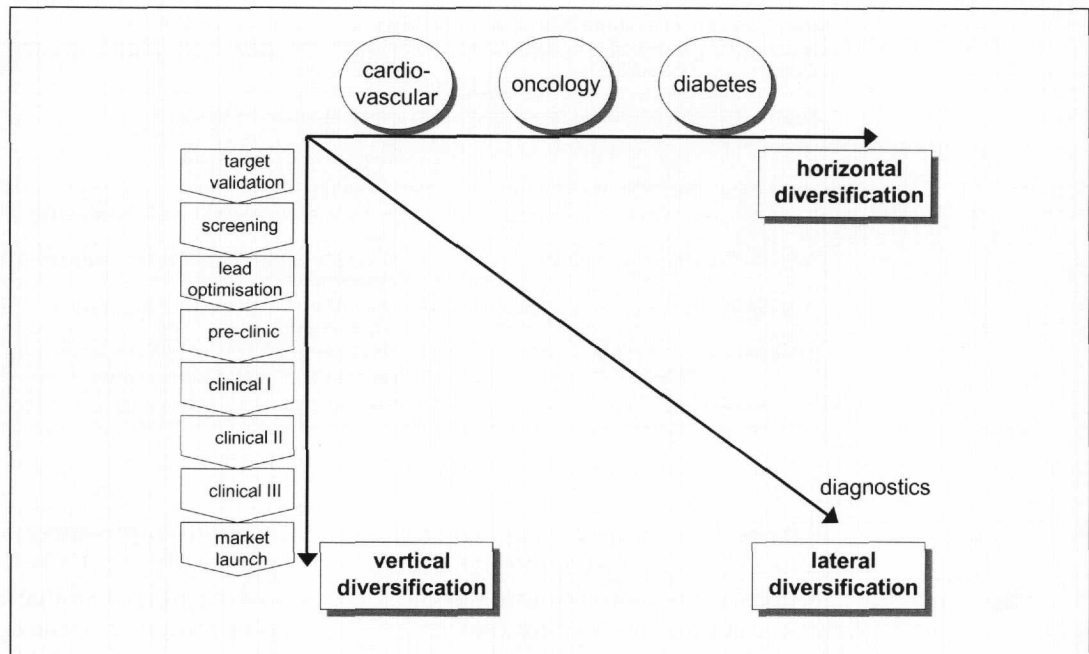 cardio-
vascular
oncology
diabetes
horizontal
diversification
target
validation
screening
lead
optimisation
pre-clinic
clinical I
clinical II
clinical III
market
launch
vertical
diversification
diagnostics
lateral
diversification